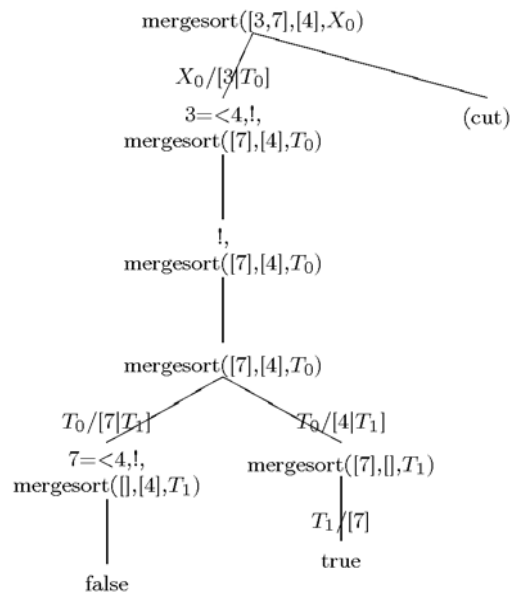 mergesort([3,7],[4],X₀)
X₀/[3|T₀]
3=<4,!,
mergesort([7],[4],T₀)
(cut)
!,
mergesort([7],[4],T₀)
mergesort([7],[4],T₀)
T₀/[7|T₁]
T₀/[4|T₁]
7=<4,!,
mergesort([],[4],T₁)
mergesort([7],[],T₁)
T₁/[7]
true
false